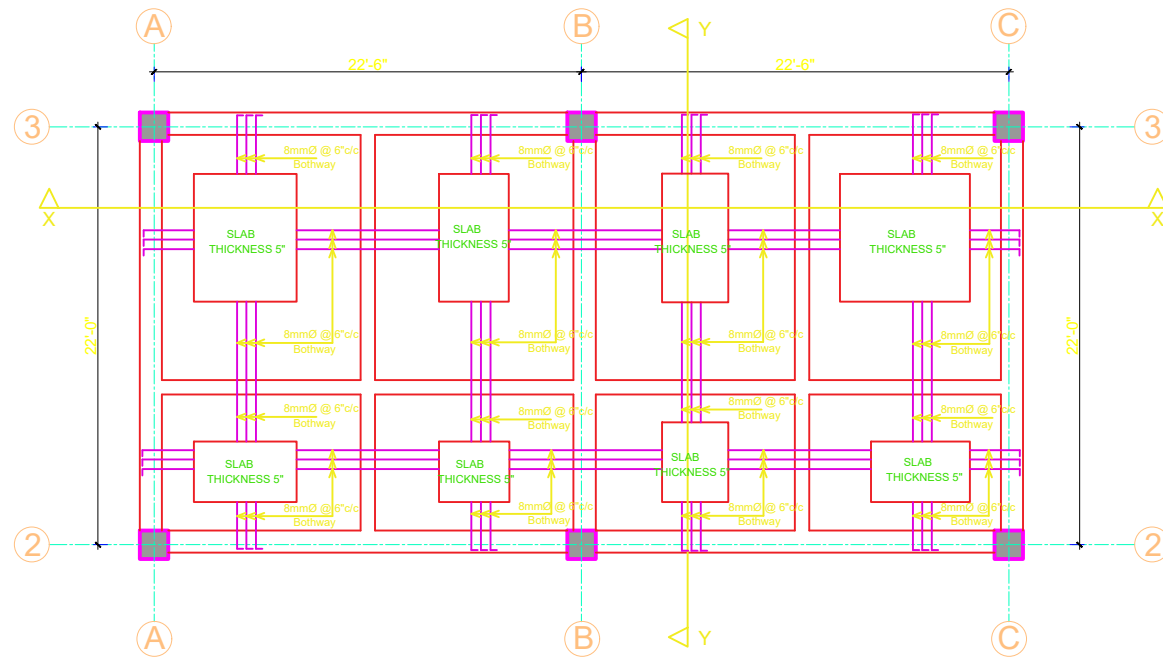 A
B
C
Y
22'-6"
22'-6"
3
3
8mmØ @ 6"c/c
Bothway
8mmØ @ 6"c/c
Bothway
8mmØ @ 6"c/c
Bothway
8mmØ @ 6"c/c
Bothway
X
X
SLAB
THICKNESS 5"
SLAB
THICKNESS 5"
SLAB
THICKNESS 5"
SLAB
THICKNESS 5"
22'-0"
22'-0"
8mmØ @ 6"c/c
Bothway
8mmØ @ 6"c/c
Bothway
8mmØ @ 6"c/c
Bothway
8mmØ @ 6"c/c
Bothway
8mmØ @ 6"c/c
Bothway
8mmØ @ 6"c/c
Bothway
8mmØ @ 6"c/c
Bothway
8mmØ @ 6"c/c
Bothway
SLAB
THICKNESS 5"
SLAB
THICKNESS 5"
SLAB
THICKNESS 5"
SLAB
THICKNESS 5"
8mmØ @ 6"c/c
Bothway
8mmØ @ 6"c/c
Bothway
8mmØ @ 6"c/c
Bothway
8mmØ @ 6"c/c
Bothway
2
2
A
B
Y
C